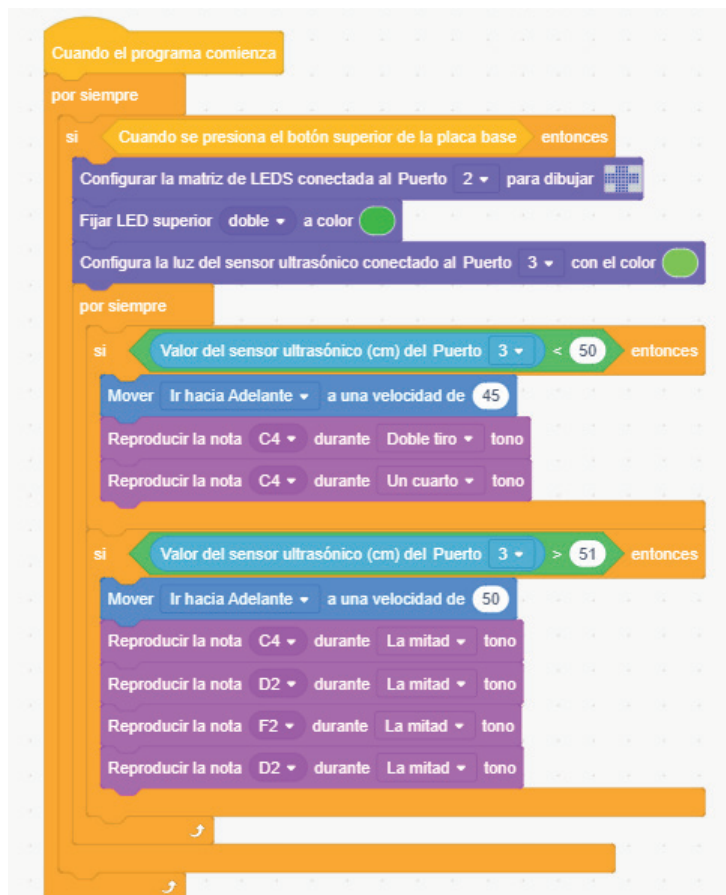 Cuando el programa comienza
por siempre
si Cuando se presiona el botón superior de la placa base entonces
Configurar la matriz de LEDS conectada al Puerto 2 para dibujar
Fijar LED superior doble a color
Configura la luz del sensor ultrasónico conectado al Puerto 3 con el color
por siempre
si Valor del sensor ultrasónico (cm) del Puerto 3 < 50 entonces
Mover Ir hacia Adelante a una velocidad de 45
Reproducir la nota C4 durante Doble tiro tono
Reproducir la nota C4 durante Un cuarto tono
si Valor del sensor ultrasónico (cm) del Puerto 3 > 51 entonces
Mover Ir hacia Adelante a una velocidad de 50
Reproducir la nota C4 durante La mitad tono
Reproducir la nota D2 durante La mitad tono
Reproducir la nota F2 durante La mitad tono
Reproducir la nota D2 durante La mitad tono